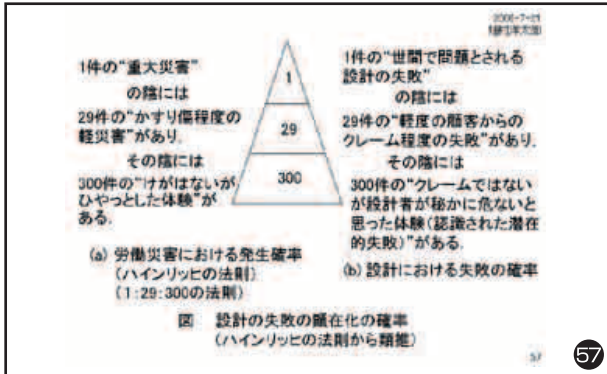 2006-7-21
1件の“重大災害”
の陰には
29件の“かすり傷程度の
軽災害”があり、
その陰には
300件の“けがはないが
ひやっとした体験”が
ある。
1
29
300
1件の“世間で問題とされる
設計の失敗”
の陰には
29件の“軽度の顧客からの
クレーム程度の失敗”があり、
その陰には
300件の“クレームではない
が設計者が秘かに危ないと
思った体験(認識された潜在
的失敗)”がある。
(a) 労働災害における発生確率
(ハインリッヒの法則)
(1:29:300の法則)
(b) 設計における失敗の確率
図 設計の失敗の顕在化の確率
(ハインリッヒの法則から類推)
57
57